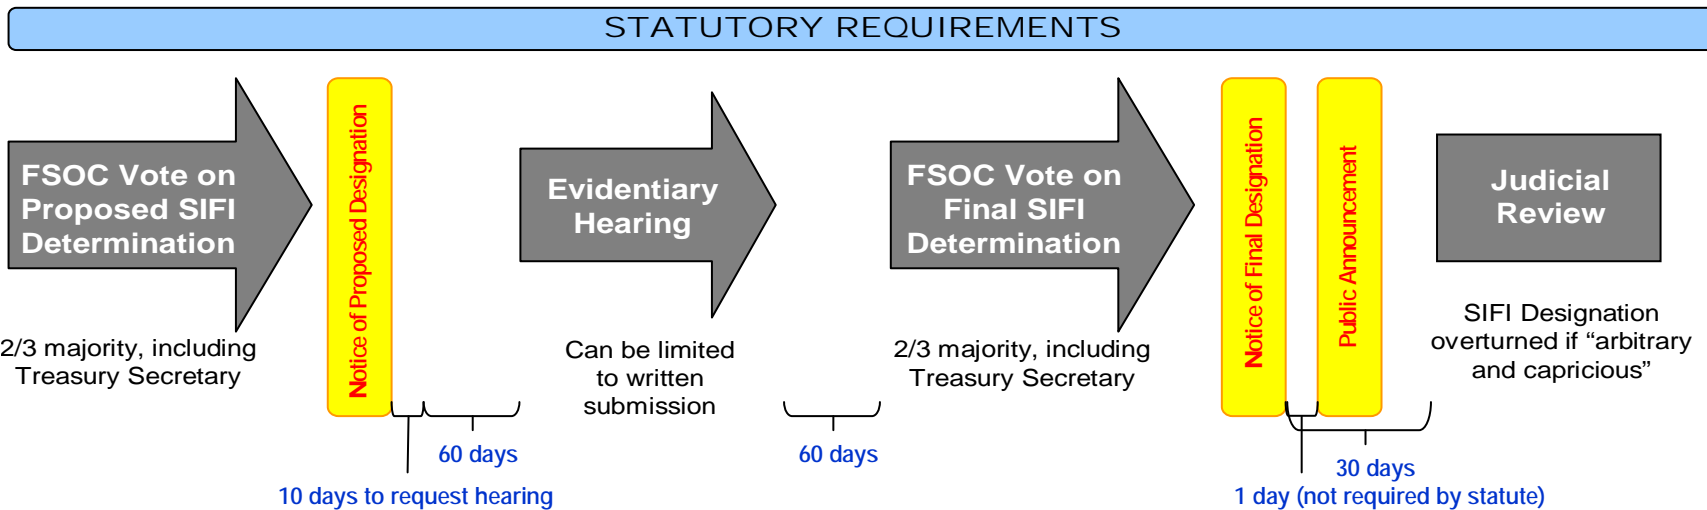 STATUTORY REQUIREMENTS
FSOC Vote on
Proposed SIFI
Determination
2/3 majority, including
Treasury Secretary
Notice of Proposed Designation
10 days to request hearing
60 days
Evidentiary
Hearing
Can be limited
to written
submission
60 days
FSOC Vote on
Final SIFI
Determination
2/3 majority, including
Treasury Secretary
Notice of Final Designation
Public Announcement
30 days
1 day (not required by statute)
Judicial
Review
SIFI Designation
overturned if “arbitrary
and capricious”